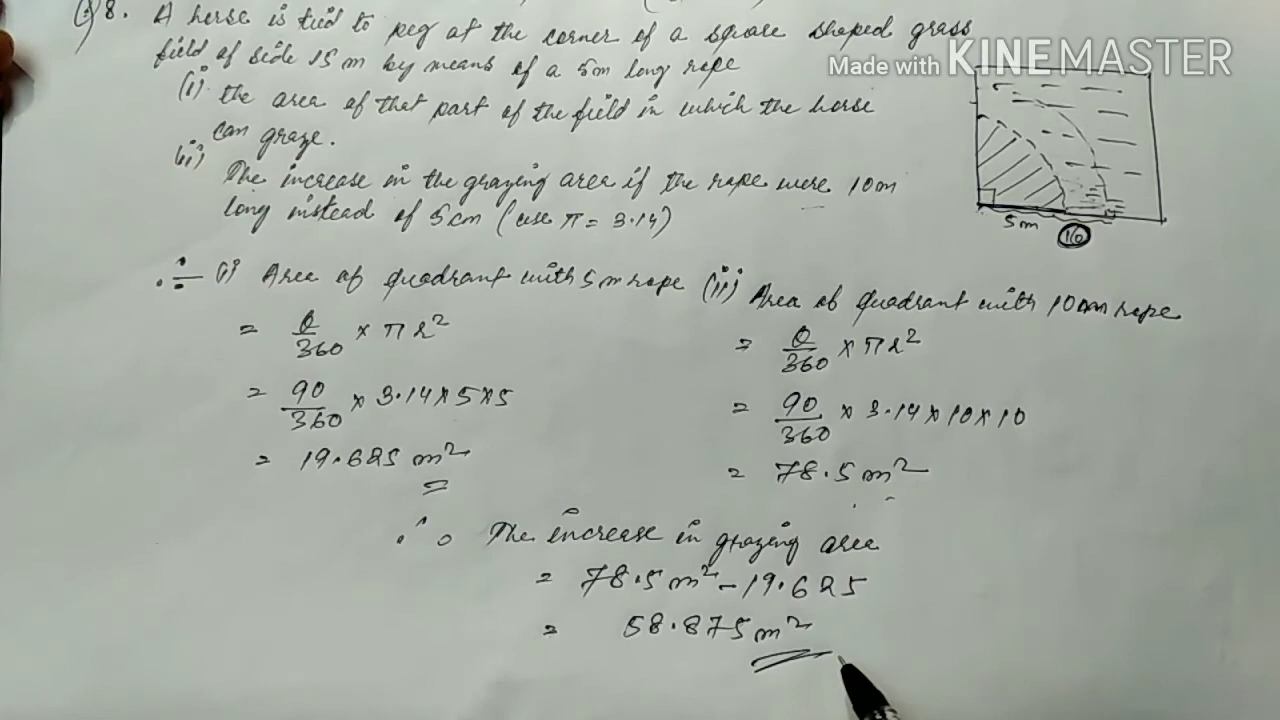 Q8. A horse is tied to peg at the corner of a square shaped grass
field of side 15 m by means of a 5m long rope
(i) the area of that part of the field in which the horse
can graze.
(ii) The increase in the grazing area if the rope were 10m
long instead of 5cm (use π = 3.14)
Made with KINEMASTER
5m
10
(i) Area of quadrant with 5m rope
= θ/360 × πr²
= 90/360 × 3.14×5×5
= 19.625 m²
(ii) Area of quadrant with 10m rope
= θ/360 × πr²
= 90/360 × 3.14×10×10
= 78.5 m²
∴ The increase in grazing area
= 78.5m² - 19.625
= 58.875 m²